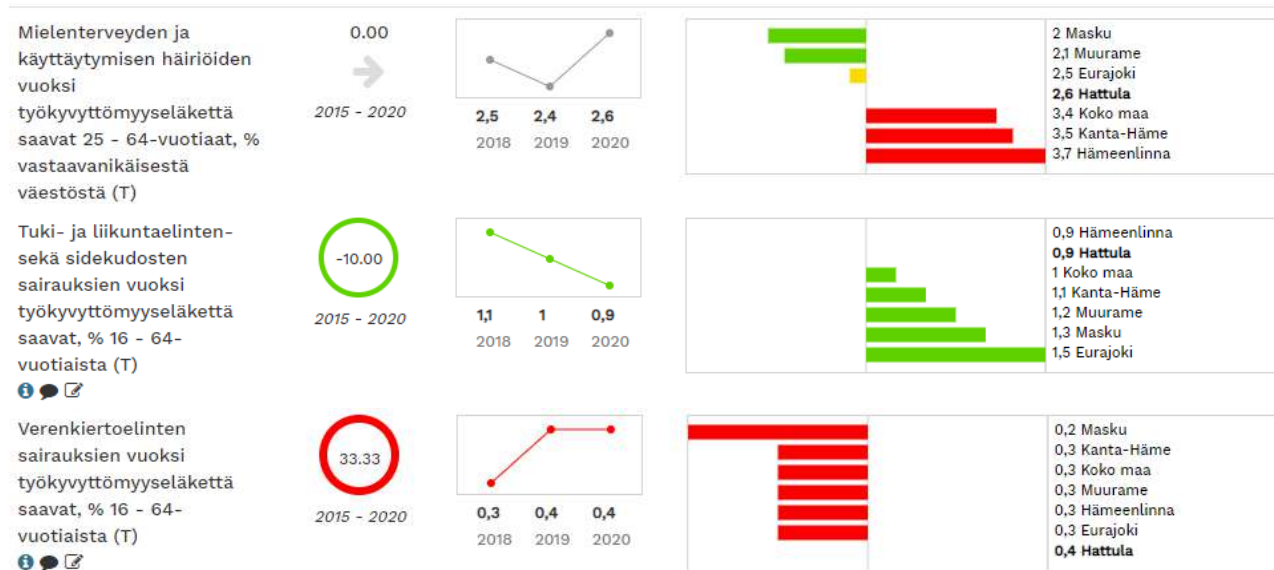 Mielenterveyden ja
käyttäytymisen häiriöiden
vuoksi
työkyvyttömyyseläkettä
saavat 25 - 64-vuotiaat, %
vastaavanikäisestä
väestöstä (T)
0.00
2015 - 2020
2,5 2,4 2,6
2018 2019 2020
2 Masku
2,1 Muurame
2,5 Eurajoki
2,6 Hattula
3,4 Koko maa
3,5 Kanta-Häme
3,7 Hämeenlinna
Tuki- ja liikuntaelinten-
sekä sidekudosten
sairauksien vuoksi
työkyvyttömyyseläkettä
saavat, % 16 - 64-
vuotiaista (T)
-10.00
2015 - 2020
1,1 1 0,9
2018 2019 2020
0,9 Hämeenlinna
0,9 Hattula
1 Koko maa
1,1 Kanta-Häme
1,2 Muurame
1,3 Masku
1,5 Eurajoki
Verenkiertoelinten
sairauksien vuoksi
työkyvyttömyyseläkettä
saavat, % 16 - 64-
vuotiaista (T)
33.33
2015 - 2020
0,3 0,4 0,4
2018 2019 2020
0,2 Masku
0,3 Kanta-Häme
0,3 Koko maa
0,3 Muurame
0,3 Hämeenlinna
0,3 Eurajoki
0,4 Hattula